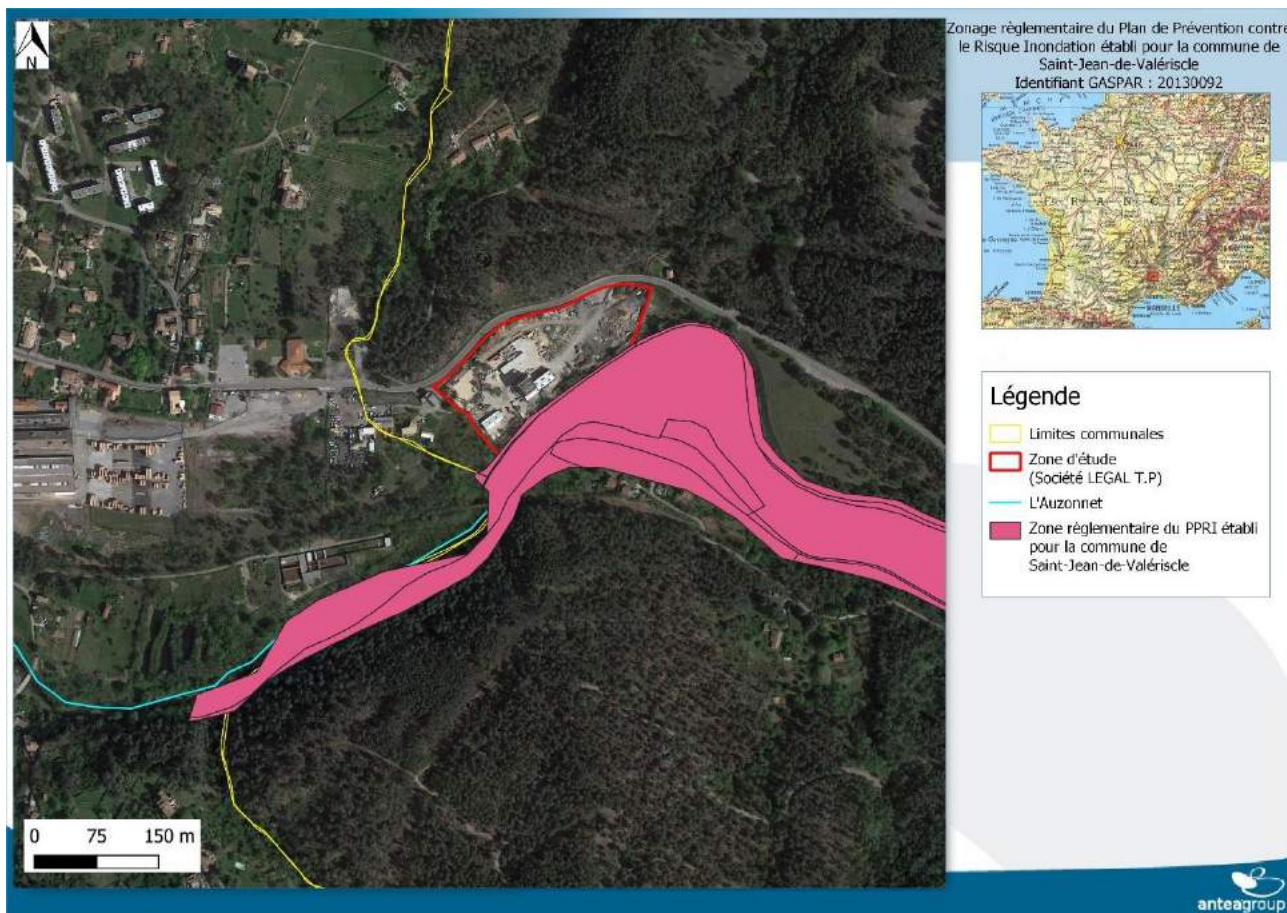 Zonage règlementaire du Plan de Prévention contre
le Risque Inondation établi pour la commune de
Saint-Jean-de-Valériscle
Identifiant GASPAR : 20130092
N
Légende
Limites communales
Zone d'étude
(Société LEGAL T.P)
L'Auzonnet
Zone règlementaire du PPRI établi
pour la commune de
Saint-Jean-de-Valériscle
0 75 150 m
anteagroup